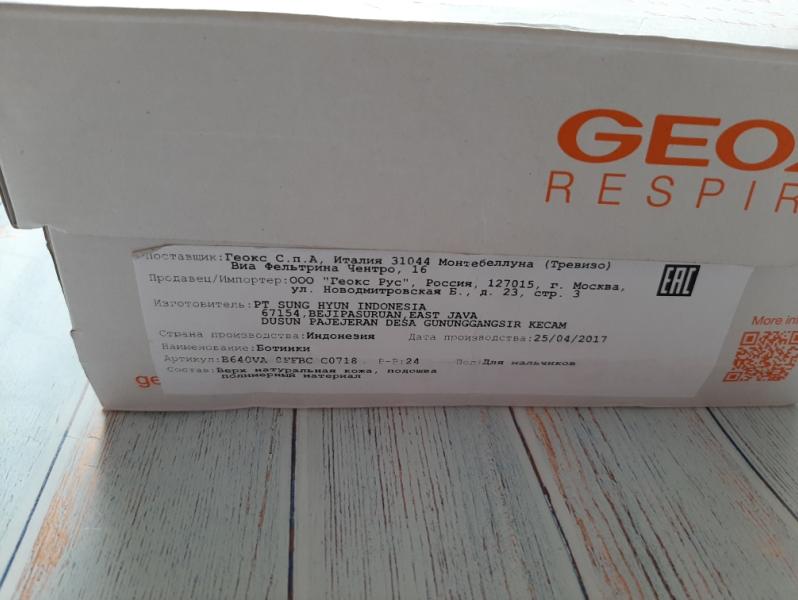 GEOX
RESPIR
Поставщик:Геокс С.п.А, Италия 31044 Монтебеллуна (Тревизо)
Виа Фельтрина Чентро, 16
Продавец/Импортер:ООО "Геокс Рус", Россия, 127015, г. Москва,
ул. Новодмитровская Б., д. 23, стр. 3
EAC
Изготовитель:PT SUNG HYUN INDONESIA
67154,BEJIPASURUAN,EAST JAVA
DUSUN PAJEJERAN DESA GUNUNGGANGSIR KECAM
Страна производства:Индонезия Дата производства:25/04/2017
Наименование:Ботинки
Артикул:B640VA 0FFBC C0718 Р-р:24 Пол:Для мальчиков
Состав:Верх натуральная кожа, подошва
полимерный материал
More in
ge